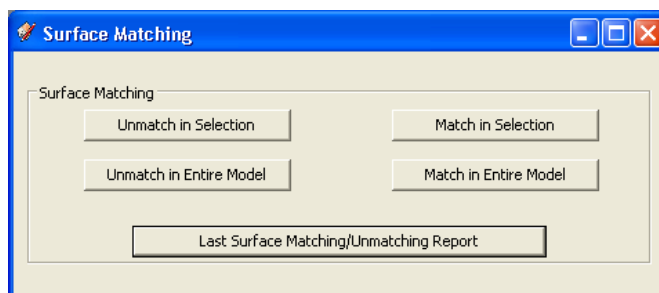 Surface Matching
Surface Matching
Unmatch in Selection
Match in Selection
Unmatch in Entire Model
Match in Entire Model
Last Surface Matching/Unmatching Report